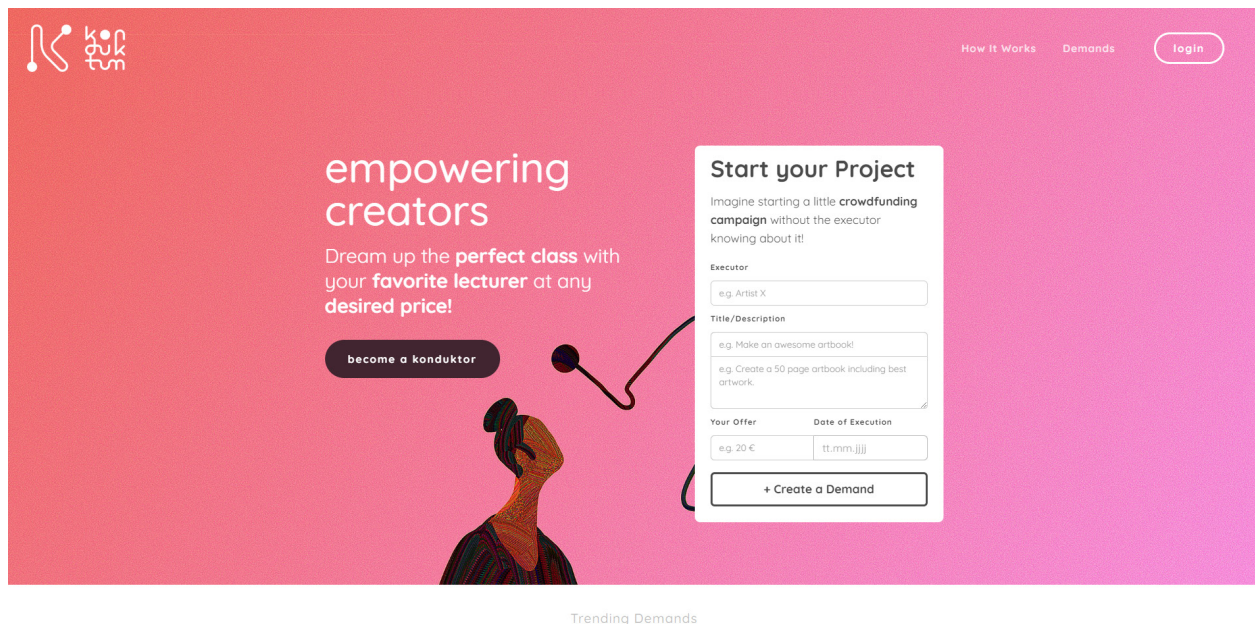 kon
duk
tum
How It Works
Demands
login
empowering
creators
Dream up the perfect class with
your favorite lecturer at any
desired price!
become a konduktor
Start your Project
Imagine starting a little crowdfunding
campaign without the executor
knowing about it!
Executor
e.g. Artist X
Title/Description
e.g. Make an awesome artbook!
e.g. Create a 50 page artbook including best
artwork.
Your Offer
Date of Execution
e.g. 20 €
tt.mm.jjjj
+ Create a Demand
Trending Demands